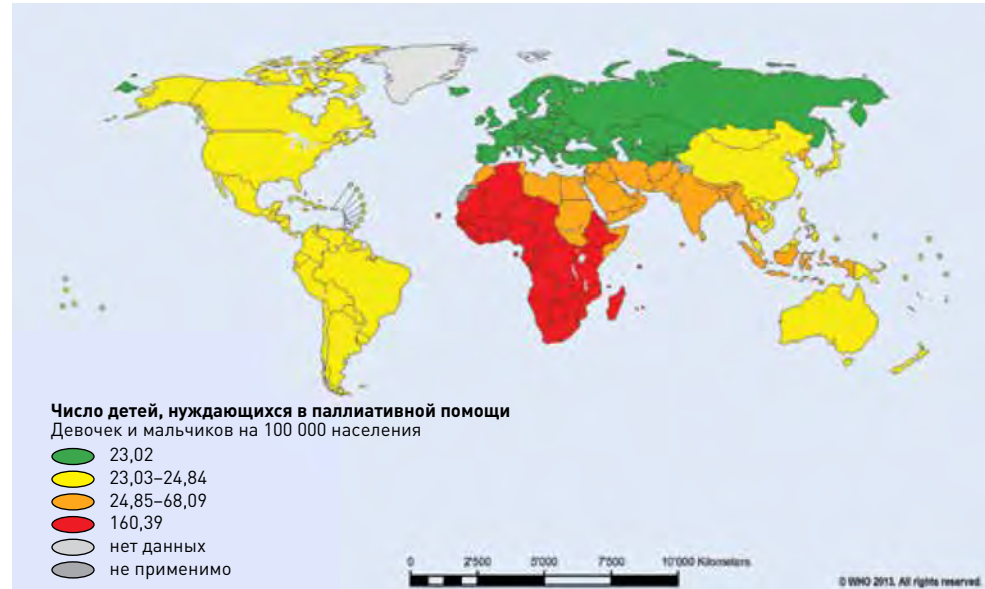 Число детей, нуждающихся в паллиативной помощи
Девочек и мальчиков на 100 000 населения
23,02
23,03–24,84
24,85–68,09
160,39
нет данных
не применимо
0 2'500 5'000 7'500 10'000 Kilometers
© WHO 2013. All rights reserved.